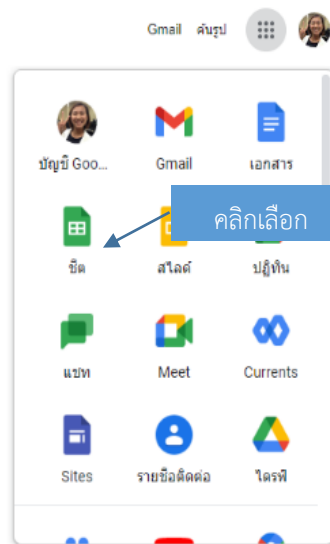 Gmail ค้นรูป
บัญชี Goo... Gmail เอกสาร
คลิกเลือก
ชีต สไลด์ ปฏิทิน
แชท Meet Currents
Sites รายชื่อติดต่อ ไดรฟ์